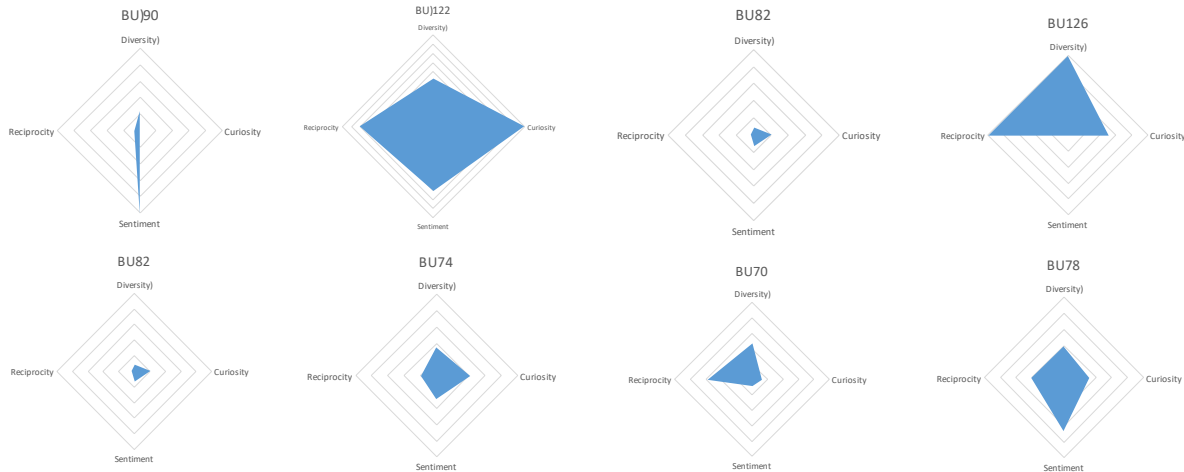 BU)90
Diversity)
Reciprocity
Curiosity
Sentiment
BU)122
Diversity)
Reciprocity
Curiosity
Sentiment
BU82
Diversity)
Reciprocity
Curiosity
Sentiment
BU126
Diversity)
Reciprocity
Curiosity
Sentiment
BU82
Diversity)
Reciprocity
Curiosity
Sentiment
BU74
Diversity)
Reciprocity
Curiosity
Sentiment
BU70
Diversity)
Reciprocity
Curiosity
Sentiment
BU78
Diversity)
Reciprocity
Curiosity
Sentiment